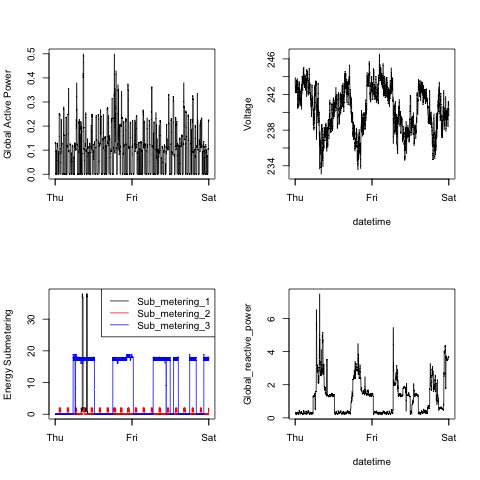 Global Active Power
0.5
0.4
0.3
0.2
0.1
0.0
Thu Fri Sat
Voltage
246
242
238
234
Thu Fri Sat
datetime
Energy Submetering
30
20
10
0
Sub_metering_1
Sub_metering_2
Sub_metering_3
Thu Fri Sat
Global_reactive_power
6
4
2
0
Thu Fri Sat
datetime